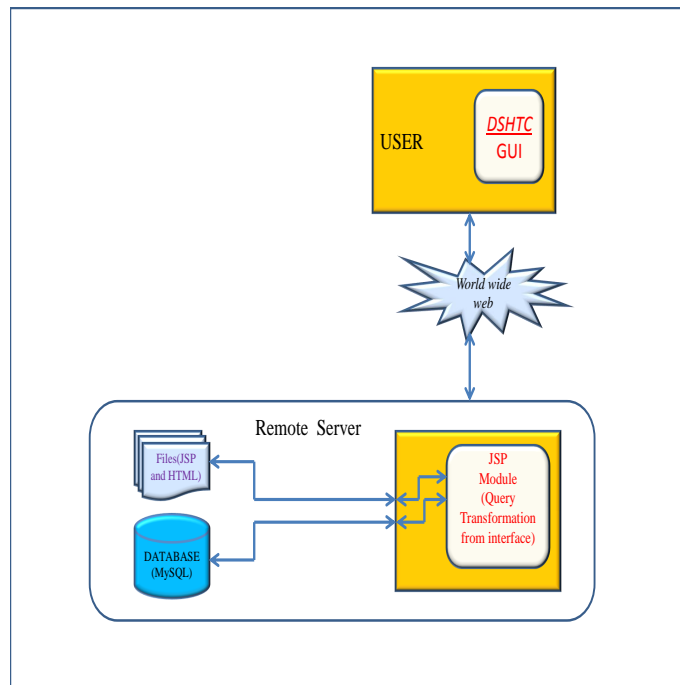 DSHTC
GUI
USER
World wide
web
Remote Server
Files(JSP
and HTML)
JSP
Module
(Query
Transformation
from interface)
DATABASE
(MySQL)